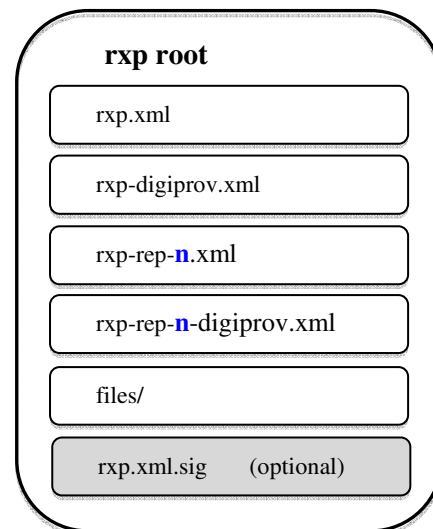 rxp root
rxp.xml
rxp-digiprov.xml
rxp-rep-n.xml
rxp-rep-n-digiprov.xml
files/
rxp.xml.sig (optional)